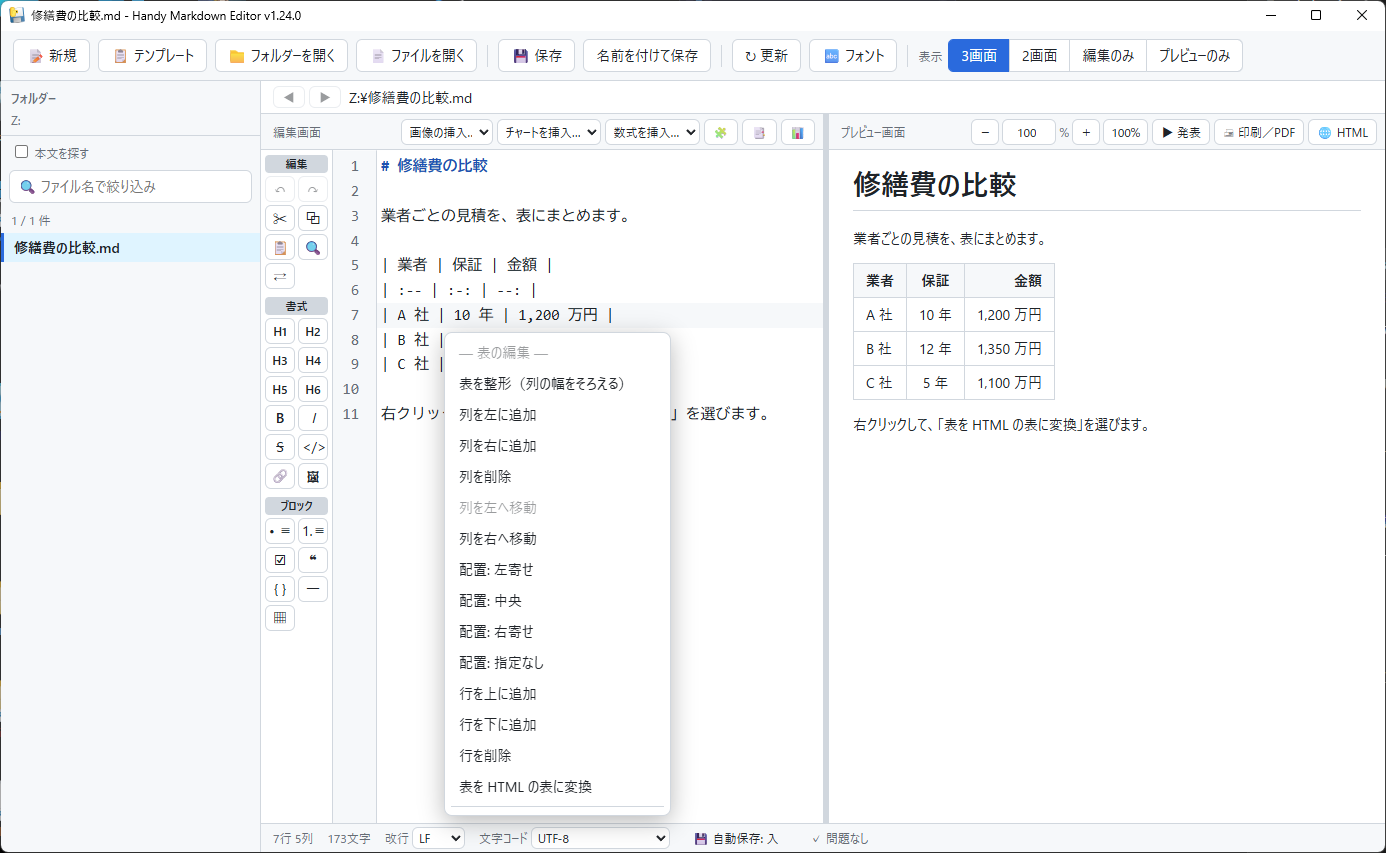 修繕費の比較.md - Handy Markdown Editor v1.24.0
新規 テンプレート フォルダーを開く ファイルを開く 保存 名前を付けて保存 ↻ 更新 フォント 表示 3画面 2画面 編集のみ プレビューのみ
フォルダー
Z:
本文を探す
ファイル名で絞り込み
1 / 1 件
修繕費の比較.md
◀ ▶ Z:¥修繕費の比較.md
編集画面 画像の挿入... チャートを挿入... 数式を挿入...
編集
書式
H1 H2
H3 H4
H5 H6
B I
S </>
ブロック
• ≡ 1. ≡
☑ ❝
{ } —
1 # 修繕費の比較
2
3 業者ごとの見積を、表にまとめます。
4
5 | 業者 | 保証 | 金額 |
6 | :-- | :-: | --: |
7 | A 社 | 10 年 | 1,200 万円 |
8 | B 社 |
9 | C 社 |
10
11 右クリッ 」を選びます。
— 表の編集 —
表を整形（列の幅をそろえる）
列を左に追加
列を右に追加
列を削除
列を左へ移動
列を右へ移動
配置: 左寄せ
配置: 中央
配置: 右寄せ
配置: 指定なし
行を上に追加
行を下に追加
行を削除
表を HTML の表に変換
プレビュー画面 − 100 % + 100% ▶ 発表 印刷／PDF HTML
修繕費の比較
業者ごとの見積を、表にまとめます。
業者 保証 金額
A 社 10 年 1,200 万円
B 社 12 年 1,350 万円
C 社 5 年 1,100 万円
右クリックして、「表を HTML の表に変換」を選びます。
7行 5列 173文字 改行 LF 文字コード UTF-8 自動保存: 入 ✓ 問題なし